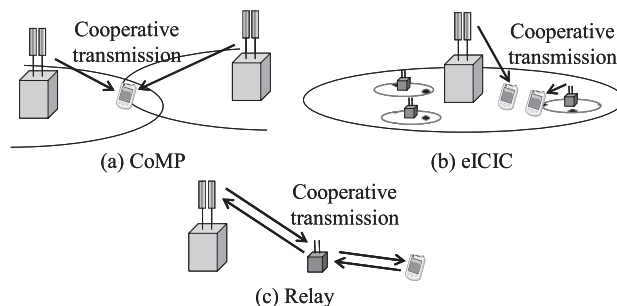 Cooperative
transmission
(a) CoMP
Cooperative
transmission
(b) eICIC
Cooperative
transmission
(c) Relay